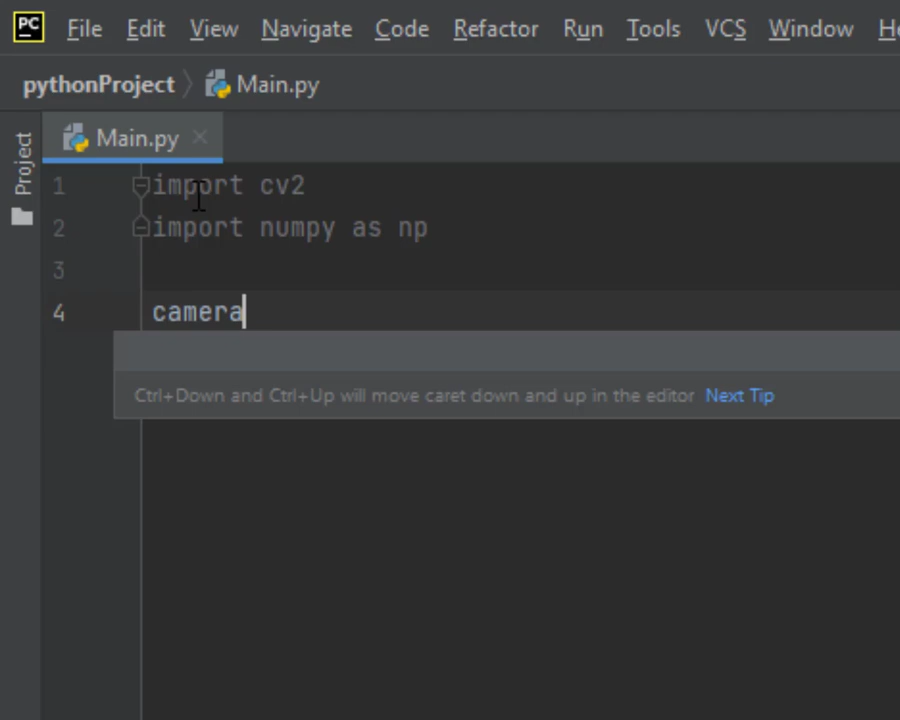 PC File Edit View Navigate Code Refactor Run Tools VCS Window
pythonProject Main.py
Main.py
Project
1 import cv2
2 import numpy as np
3
4 camera
Ctrl+Down and Ctrl+Up will move caret down and up in the editor Next Tip